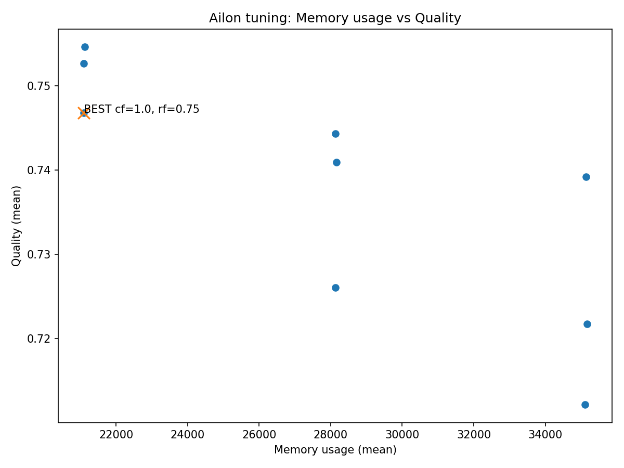 Ailon tuning: Memory usage vs Quality
0.75
BEST cf=1.0, rf=0.75
0.74
0.73
0.72
Quality (mean)
22000 24000 26000 28000 30000 32000 34000
Memory usage (mean)